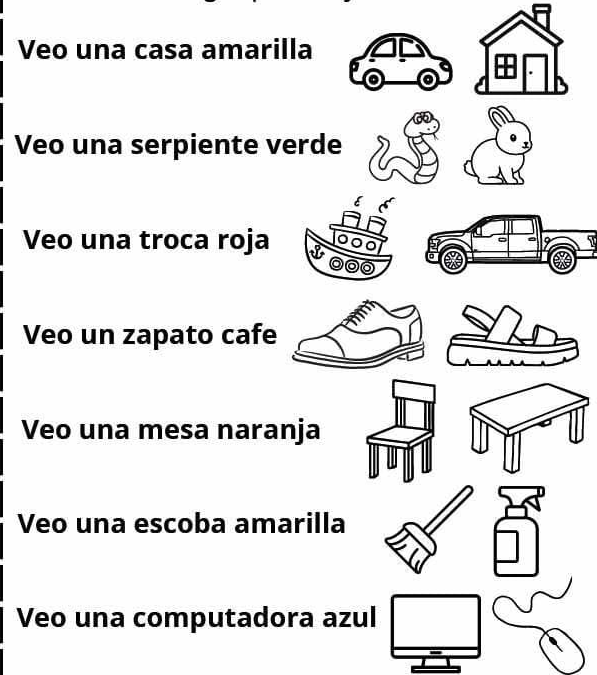 Veo una casa amarilla
Veo una serpiente verde
Veo una troca roja
Veo un zapato cafe
Veo una mesa naranja
Veo una escoba amarilla
Veo una computadora azul